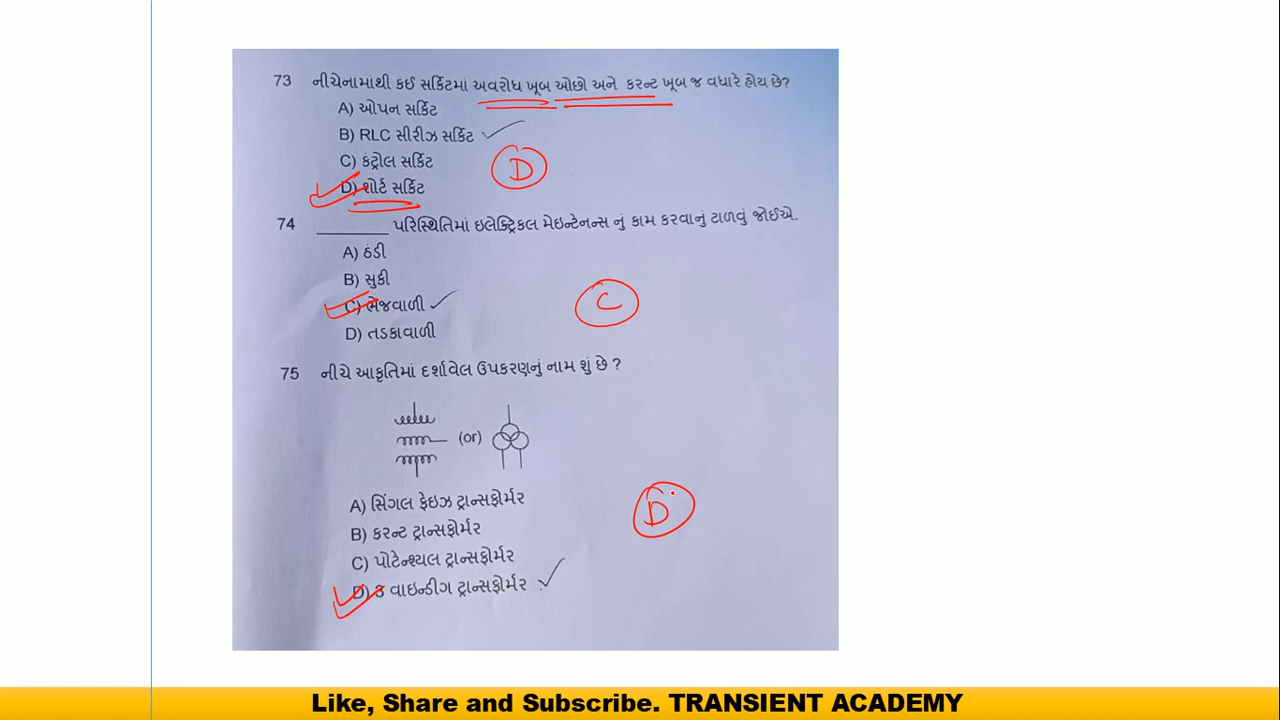 73 નીચેનામાંથી કઈ સર્કિટમાં અવરોધ ખૂબ ઓછો અને કરન્ટ ખૂબ જ વધારે હોય છે?
A) ઓપન સર્કિટ
B) RLC સીરીઝ સર્કિટ
C) કંટ્રોલ સર્કિટ
D
D) શોર્ટ સર્કિટ
74 ________ પરિસ્થિતિમાં ઇલેક્ટ્રિકલ મેઇન્ટેનન્સ નું કામ કરવાનું ટાળવું જોઈએ.
A) ઠંડી
B) સુકી
C) ભેજવાળી
C
D) તડકાવાળી
75 નીચે આકૃતિમાં દર્શાવેલ ઉપકરણનું નામ શું છે ?
(or)
A) સિંગલ ફેઇઝ ટ્રાન્સફોર્મર
D
B) કરન્ટ ટ્રાન્સફોર્મર
C) પોટેન્શ્યલ ટ્રાન્સફોર્મર
D) 3 વાઇન્ડીગ ટ્રાન્સફોર્મર
Like, Share and Subscribe. TRANSIENT ACADEMY